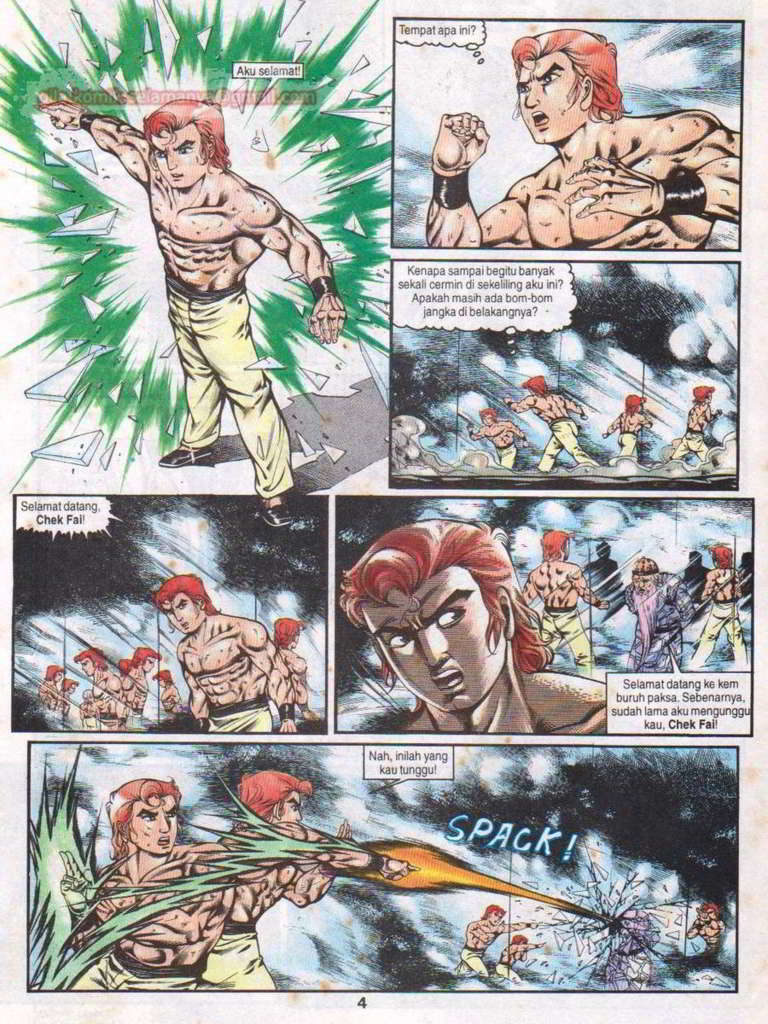 Aku selamat!
Tempat apa ini?
Kenapa sampai begitu banyak
sekali cermin di sekeliling aku ini?
Apakah masih ada bom-bom
jangka di belakangnya?
Selamat datang,
Chek Fai!
Selamat datang ke kem
buruh paksa. Sebenarnya,
sudah lama aku mengunggu
kau, Chek Fai!
Nah, inilah yang
kau tunggu!
SPACK!
4